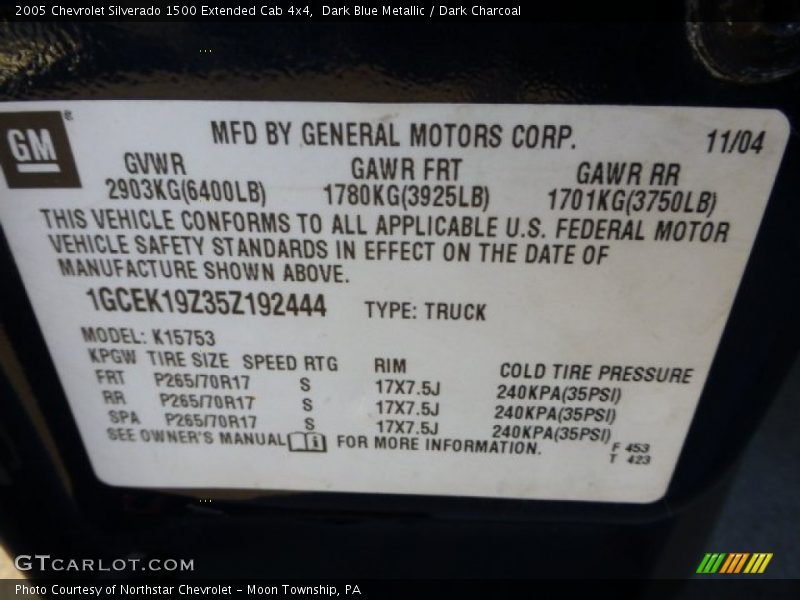 2005 Chevrolet Silverado 1500 Extended Cab 4x4,  Dark Blue Metallic / Dark Charcoal
GM®
MFD BY GENERAL MOTORS CORP.
11/04
GVWR GAWR FRT GAWR RR
2903KG(6400LB) 1780KG(3925LB) 1701KG(3750LB)
THIS VEHICLE CONFORMS TO ALL APPLICABLE U.S. FEDERAL MOTOR
VEHICLE SAFETY STANDARDS IN EFFECT ON THE DATE OF
MANUFACTURE SHOWN ABOVE.
1GCEK19Z35Z192444 TYPE: TRUCK
MODEL: K15753
KPGW TIRE SIZE SPEED RTG RIM COLD TIRE PRESSURE
FRT P265/70R17 S 17X7.5J 240KPA(35PSI)
RR P265/70R17 S 17X7.5J 240KPA(35PSI)
SPA P265/70R17 S 17X7.5J 240KPA(35PSI)
SEE OWNER'S MANUAL FOR MORE INFORMATION.
F 453
T 423
GTCARLOT.COM
Photo Courtesy of Northstar Chevrolet - Moon Township, PA